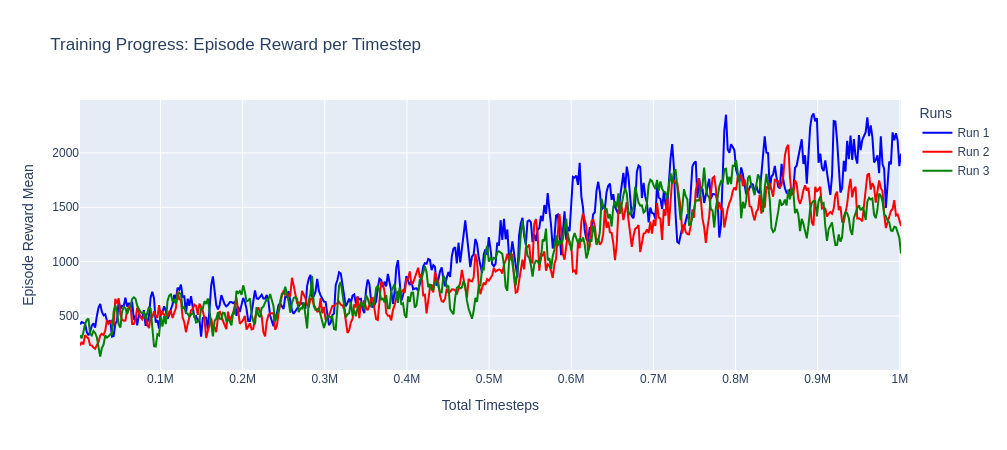 Training Progress: Episode Reward per Timestep
Runs
Run 1
Run 2
Run 3
Episode Reward Mean
2000
1500
1000
500
0.1M 0.2M 0.3M 0.4M 0.5M 0.6M 0.7M 0.8M 0.9M 1M
Total Timesteps